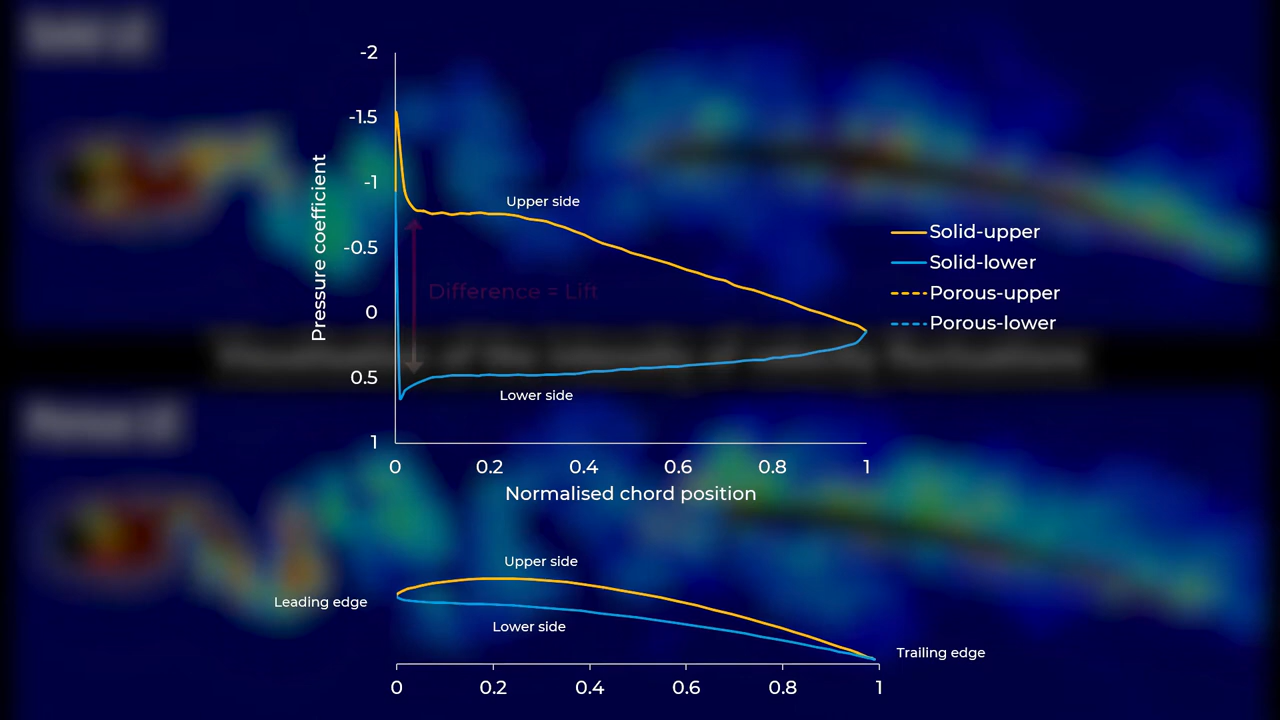 -2
-1.5
-1
-0.5
0
0.5
1
Pressure coefficient
Upper side
Difference = Lift
Lower side
Solid-upper
Solid-lower
Porous-upper
Porous-lower
0 0.2 0.4 0.6 0.8 1
Normalised chord position
Upper side
Leading edge
Lower side
Trailing edge
0 0.2 0.4 0.6 0.8 1